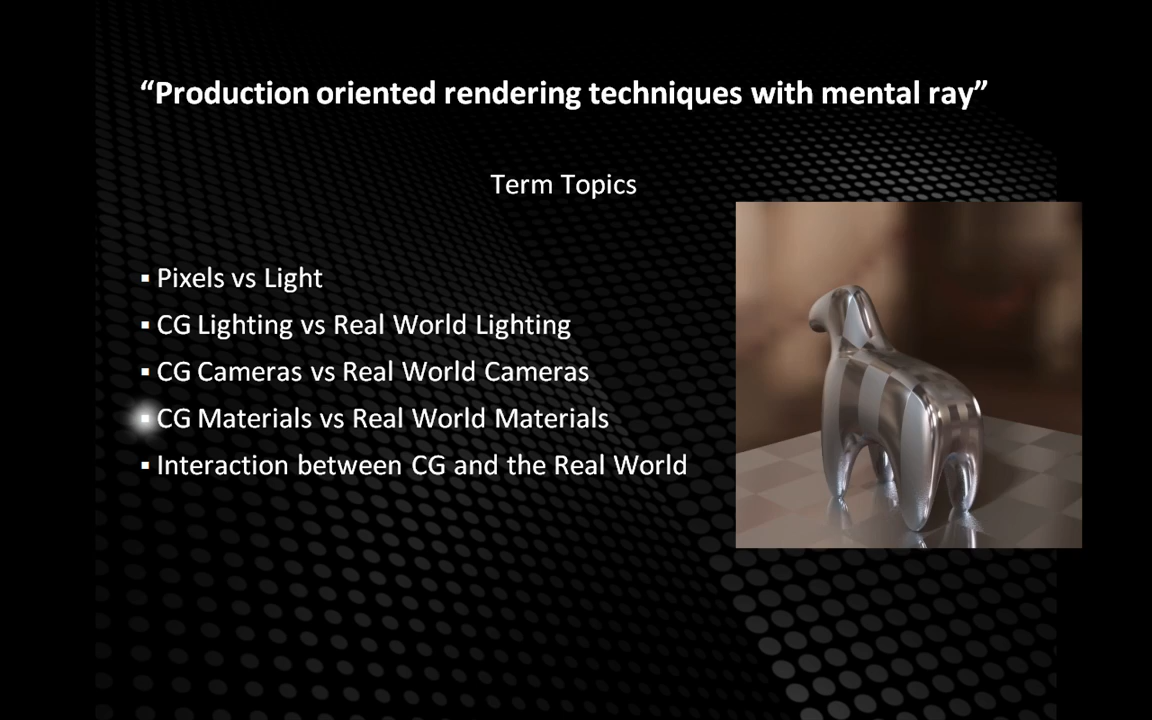 “Production oriented rendering techniques with mental ray”
Term Topics
▪ Pixels vs Light
▪ CG Lighting vs Real World Lighting
▪ CG Cameras vs Real World Cameras
▪ CG Materials vs Real World Materials
▪ Interaction between CG and the Real World